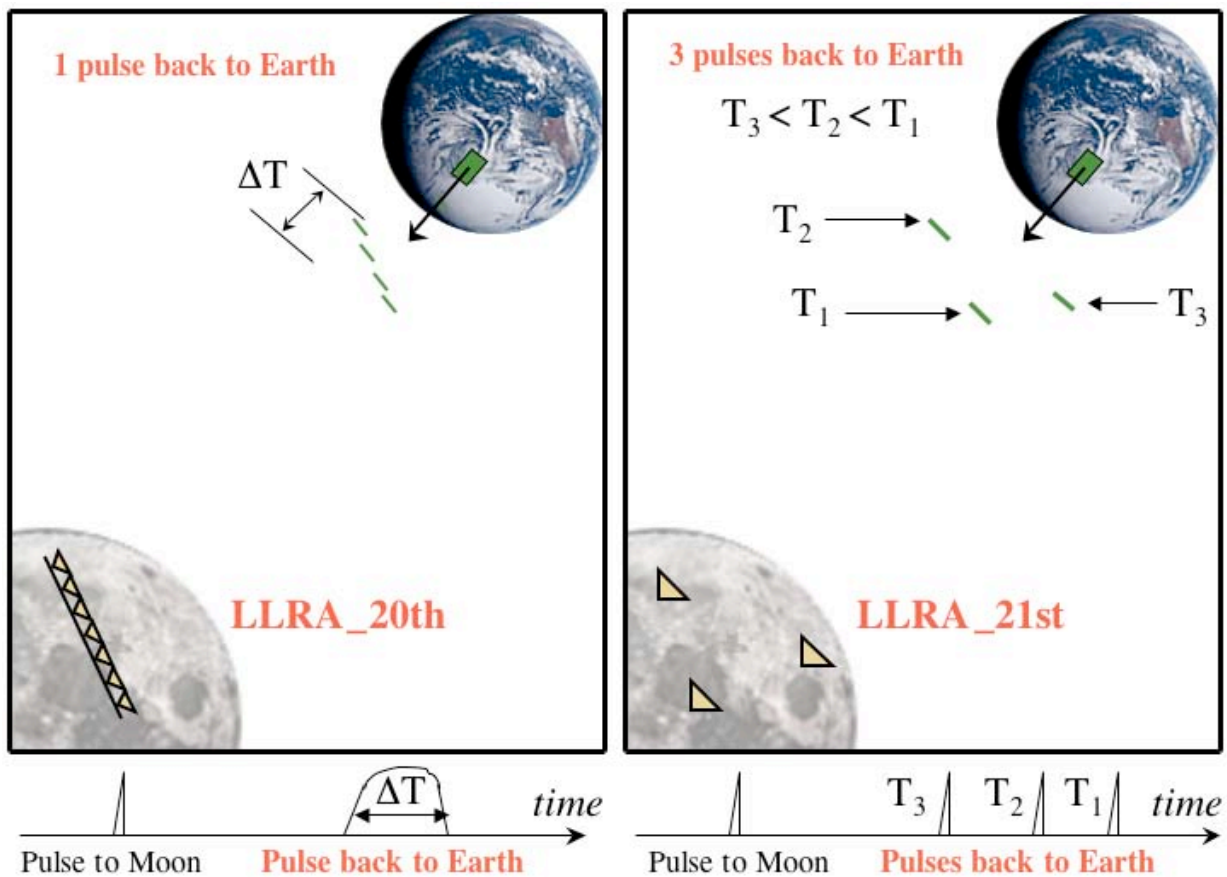 1 pulse back to Earth
ΔT
LLRA_20th
ΔT
time
Pulse to Moon
Pulse back to Earth
3 pulses back to Earth
T₃ < T₂ < T₁
T₂
T₁
T₃
LLRA_21st
T₃
T₂
T₁
time
Pulse to Moon
Pulses back to Earth